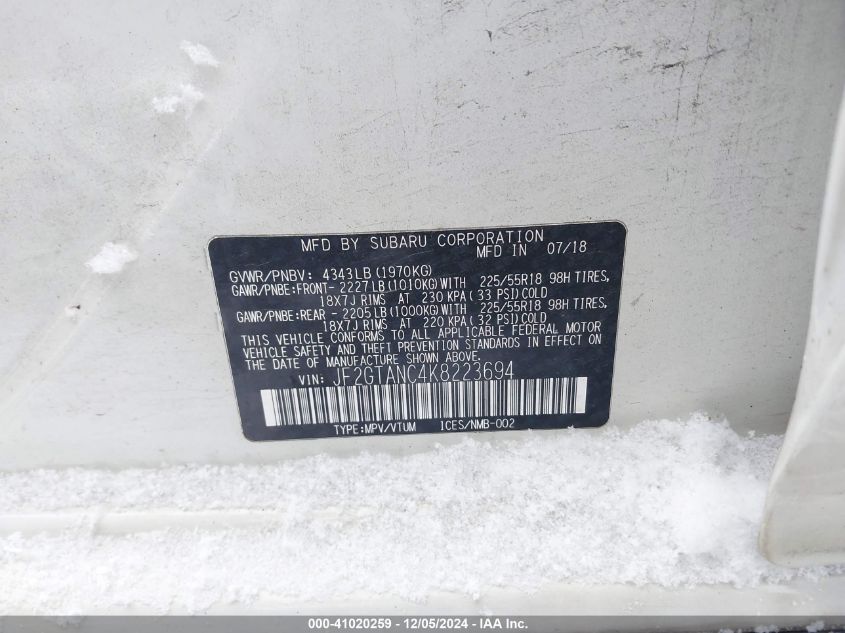 MFD BY SUBARU CORPORATION
MFD IN 07/18
GVWR/PNBV: 4343LB (1970KG)
GAWR/PNBE:FRONT- 2227LB(1010KG)WITH 225/55R18 98H TIRES,
18X7J RIMS AT 230 KPA(33 PSI)COLD
GAWR/PNBE:REAR - 2205LB(1000KG)WITH 225/55R18 98H TIRES,
18X7J RIMS AT 220 KPA(32 PSI)COLD
THIS VEHICLE CONFORMS TO ALL APPLICABLE FEDERAL MOTOR
VEHICLE SAFETY AND THEFT PREVENTION STANDARDS IN EFFECT ON
THE DATE OF MANUFACTURE SHOWN ABOVE.
VIN: JF2GTANC4K8223694
TYPE:MPV/VTUM ICES/NMB-002
000-41020259 - 12/05/2024 - IAA Inc.